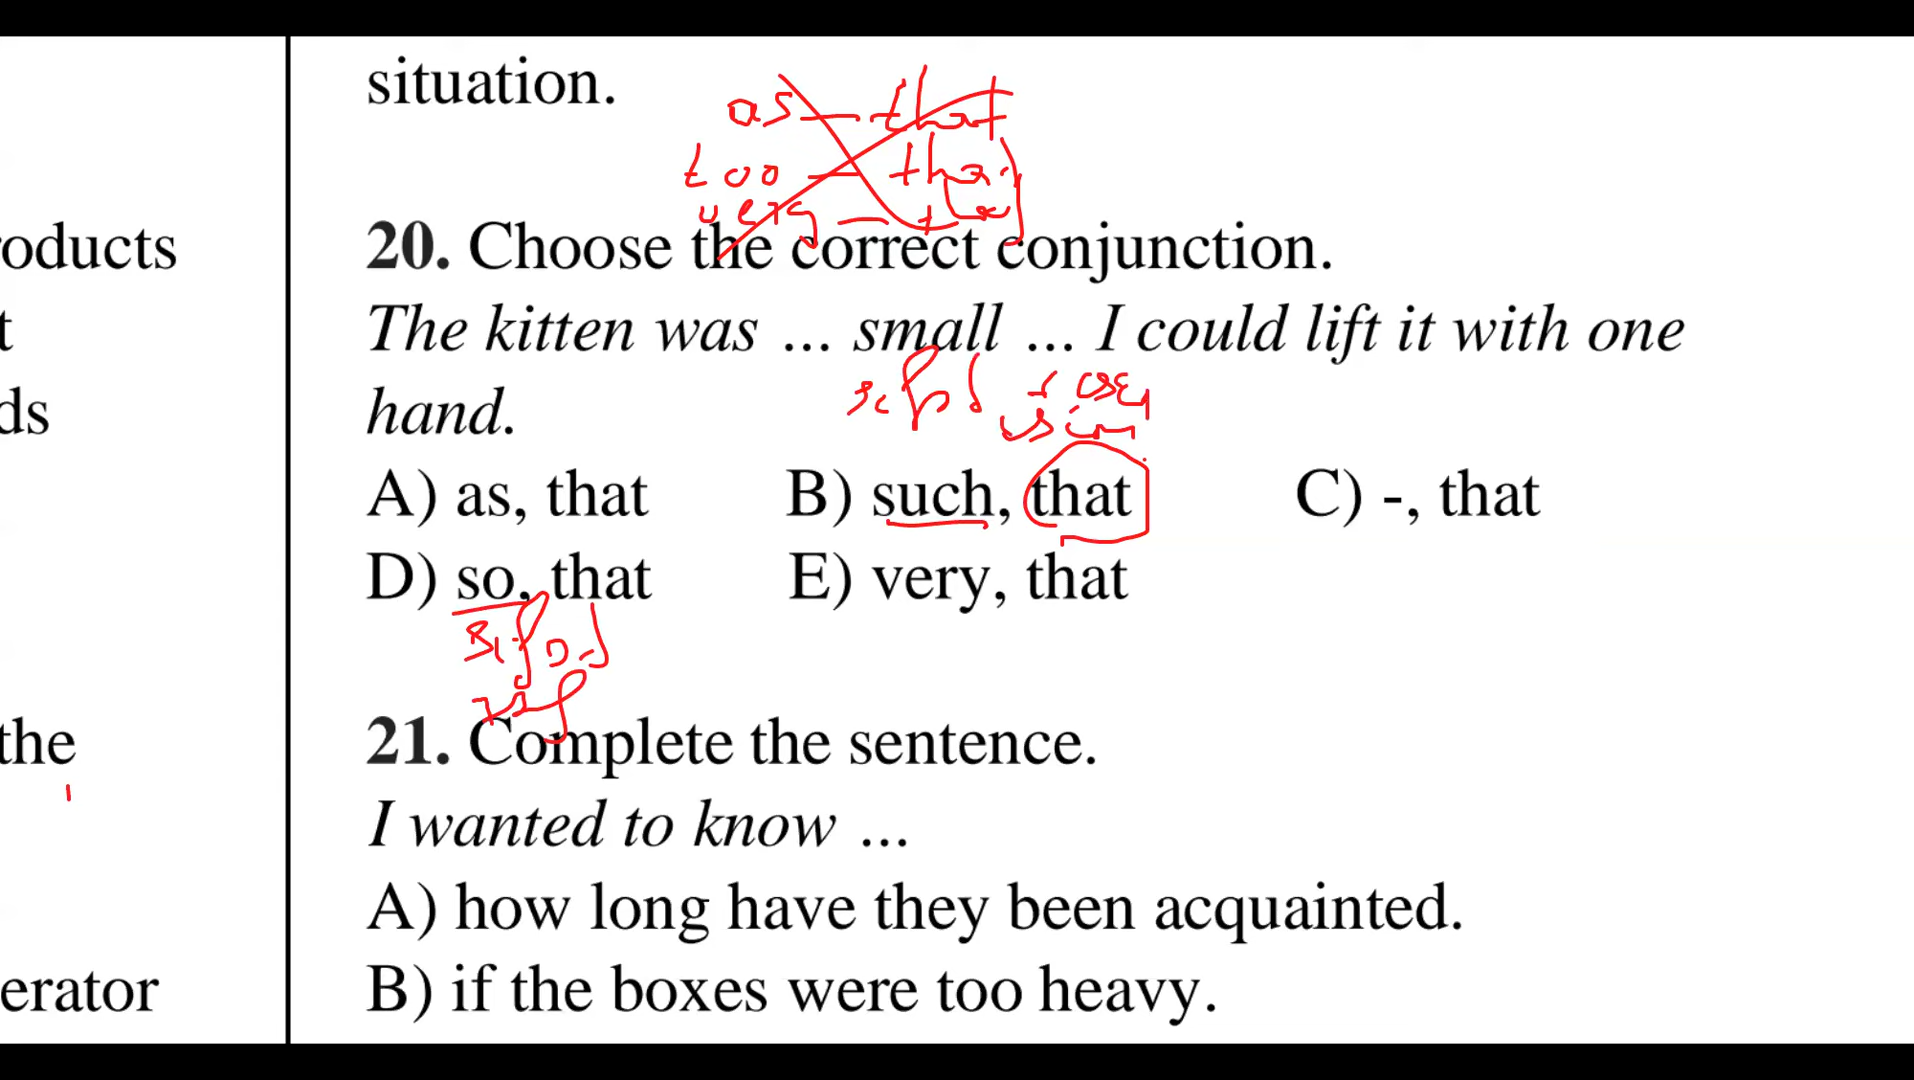 situation.
as — that
too — that
very —
20. Choose the correct conjunction.
The kitten was ... small ... I could lift it with one
hand.
A) as, that B) such, that C) -, that
D) so, that E) very, that
21. Complete the sentence.
I wanted to know ...
A) how long have they been acquainted.
B) if the boxes were too heavy.
roducts
t
ds
the
erator